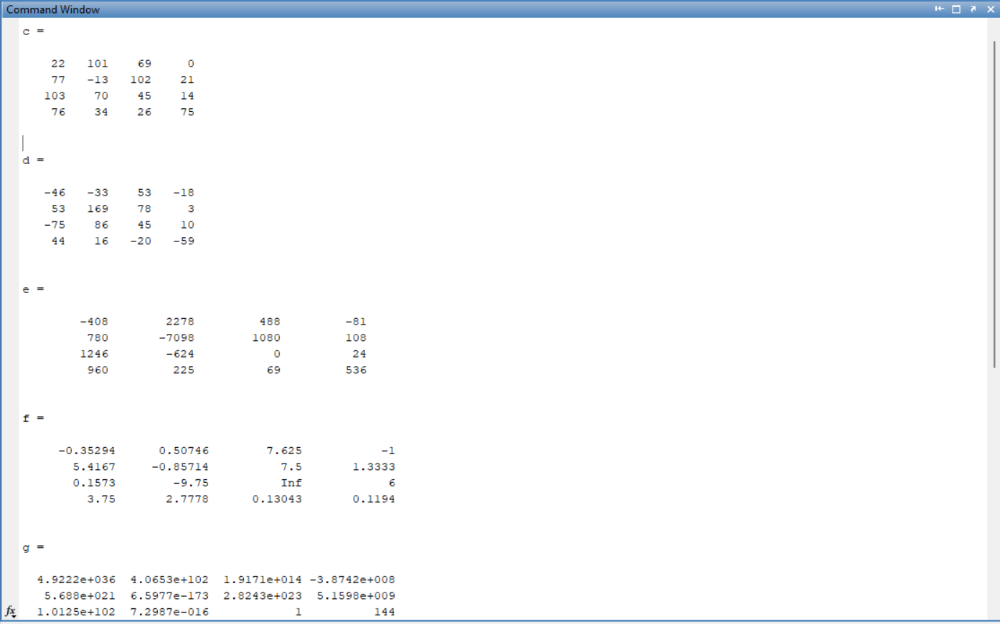 Command Window
c =
22 101 69 0
77 -13 102 21
103 70 45 14
76 34 26 75
d =
-46 -33 53 -18
53 169 78 3
-75 86 45 10
44 16 -20 -59
e =
-408 2278 488 -81
780 -7098 1080 108
1246 -624 0 24
960 225 69 536
f =
-0.35294 0.50746 7.625 -1
5.4167 -0.85714 7.5 1.3333
0.1573 -9.75 Inf 6
3.75 2.7778 0.13043 0.1194
g =
4.9222e+036 4.0653e+102 1.9171e+014 -3.8742e+008
5.688e+021 6.5977e-173 2.8243e+023 5.1598e+009
fx 1.0125e+102 7.2987e-016 1 144